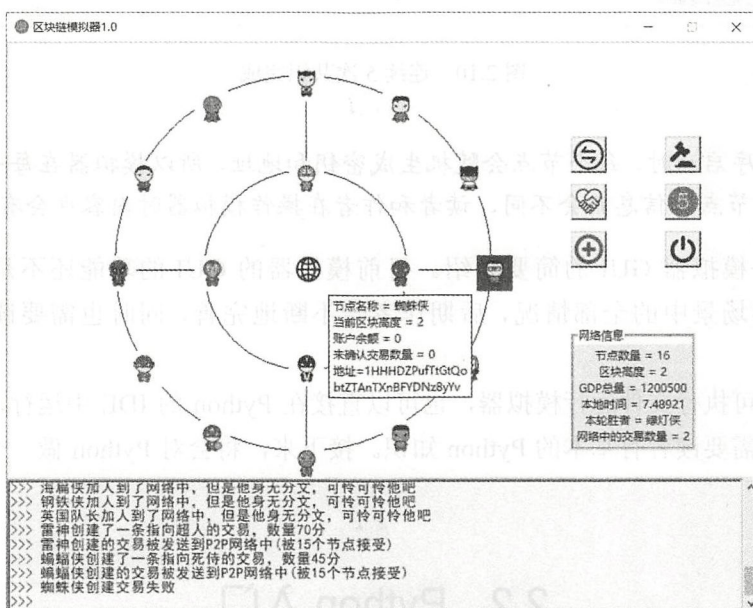 区块链模拟器1.0
节点名称 = 蜘蛛侠
当前区块高度 = 2
账户余额 = 0
未确认交易数量 = 0
地址=1HHHDZPufTtGtQo
btZTAnTXnBFYDNz8yYv
网络信息
节点数量 = 16
区块高度 = 2
GDP总量 = 1200500
本地时间 = 7.48921
本轮胜者 = 绿灯侠
网络中交易数量 = 2
>>> 海扁侠加入到了网络中, 但是他身无分文, 可怜可怜他吧
>>> 钢铁侠加入到了网络中, 但是他身无分文, 可怜可怜他吧
>>> 英国队长加入到了网络中, 但是他身无分文, 可怜可怜他吧
>>> 雷神创建了一条指向超人的交易, 数量70分
>>> 雷神创建的交易被发送到P2P网络中(被15个节点接受)
>>> 蝙蝠侠创建了一条指向死侍的交易, 数量45分
>>> 蝙蝠侠创建的交易被发送到P2P网络中(被15个节点接受)
>>> 蜘蛛侠创建交易失败
>>>